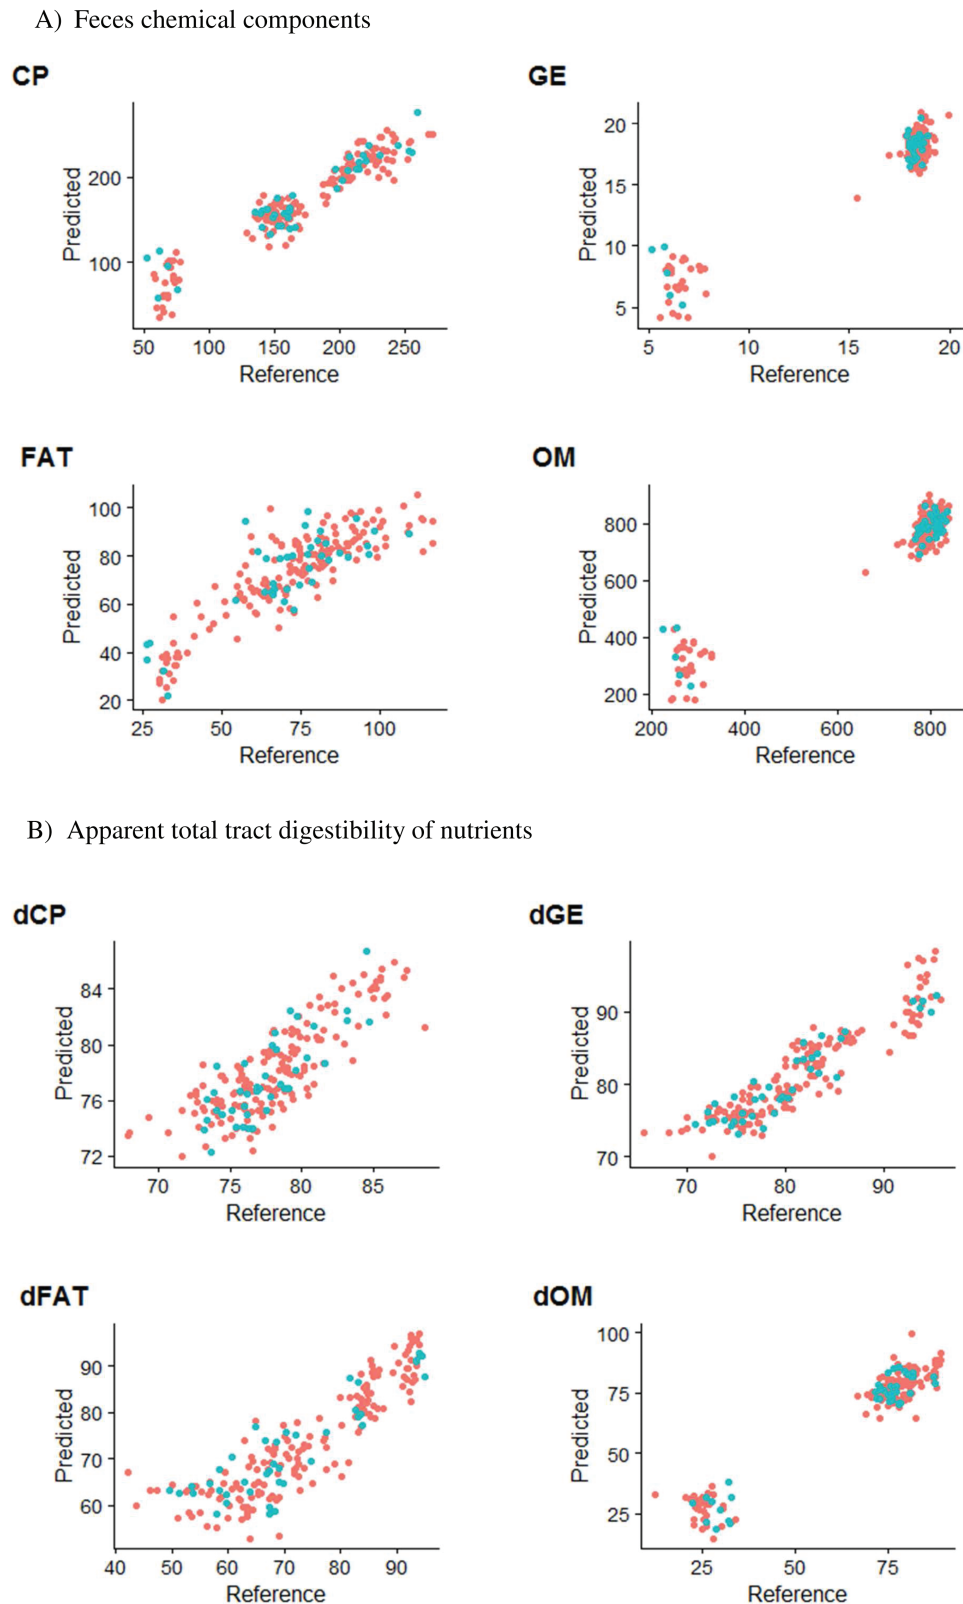 A) Feces chemical components
CP
GE
Predicted
200
100
50 100 150 200 250
Reference
Predicted
20
15
10
5
5 10 15 20
Reference
FAT
OM
Predicted
100
80
60
40
20
25 50 75 100
Reference
Predicted
800
600
400
200
200 400 600 800
Reference
B) Apparent total tract digestibility of nutrients
dCP
dGE
Predicted
84
80
76
72
70 75 80 85
Reference
Predicted
90
80
70
70 80 90
Reference
dFAT
dOM
Predicted
90
80
70
60
40 50 60 70 80 90
Reference
Predicted
100
75
50
25
25 50 75
Reference